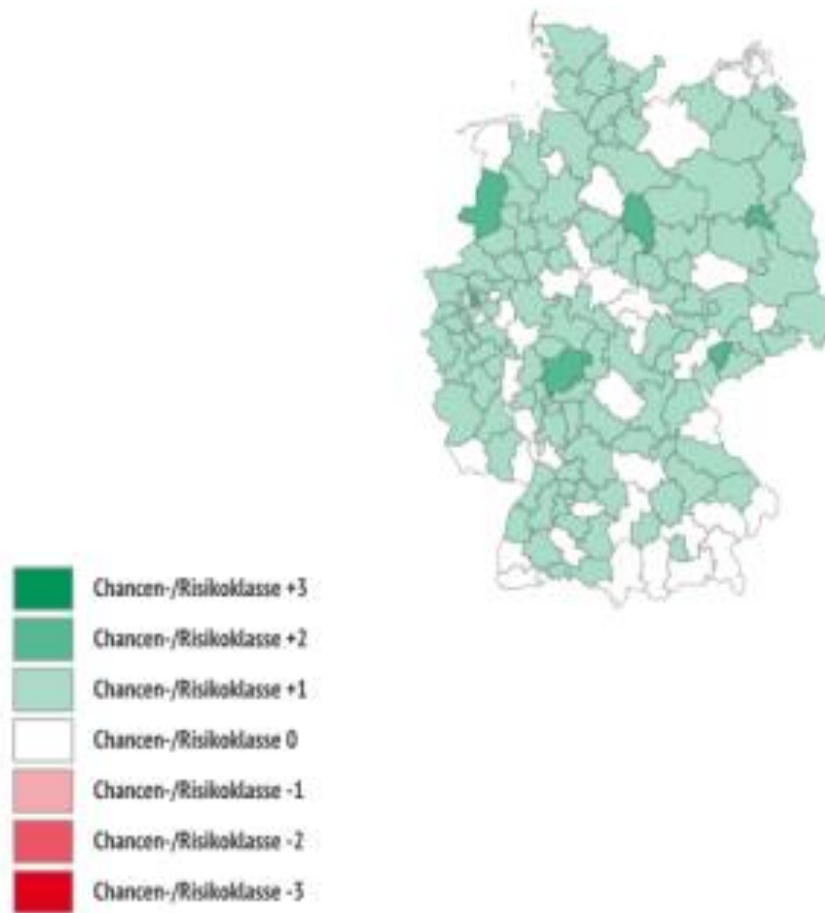 Chancen-/Risikoklasse +3
Chancen-/Risikoklasse +2
Chancen-/Risikoklasse +1
Chancen-/Risikoklasse 0
Chancen-/Risikoklasse -1
Chancen-/Risikoklasse -2
Chancen-/Risikoklasse -3